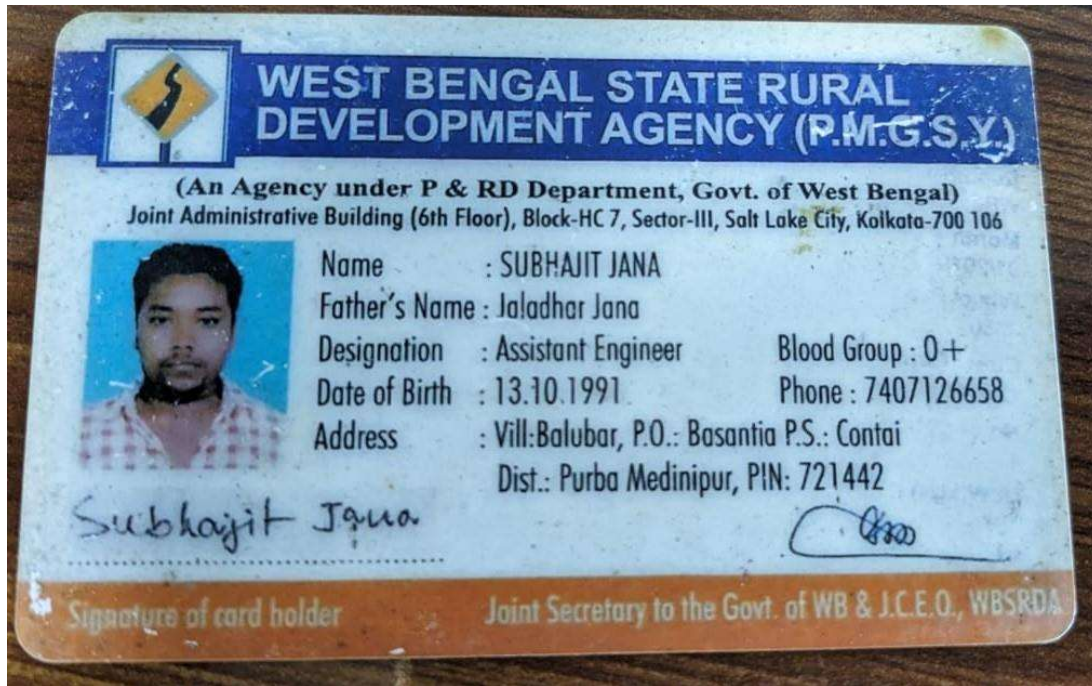 WEST BENGAL STATE RURAL
DEVELOPMENT AGENCY (P.M.G.S.Y.)
(An Agency under P & RD Department, Govt. of West Bengal)
Joint Administrative Building (6th Floor), Block-HC 7, Sector-III, Salt Lake City, Kolkata-700 106
Name : SUBHAJIT JANA
Father's Name : Jaladhar Jana
Designation : Assistant Engineer Blood Group : O+
Date of Birth : 13.10.1991 Phone : 7407126658
Address : Vill:Balubar, P.O.: Basantia P.S.: Contai
Dist.: Purba Medinipur, PIN: 721442
Subhajit Jana
Signature of card holder Joint Secretary to the Govt. of WB & J.C.E.O., WBSRDA